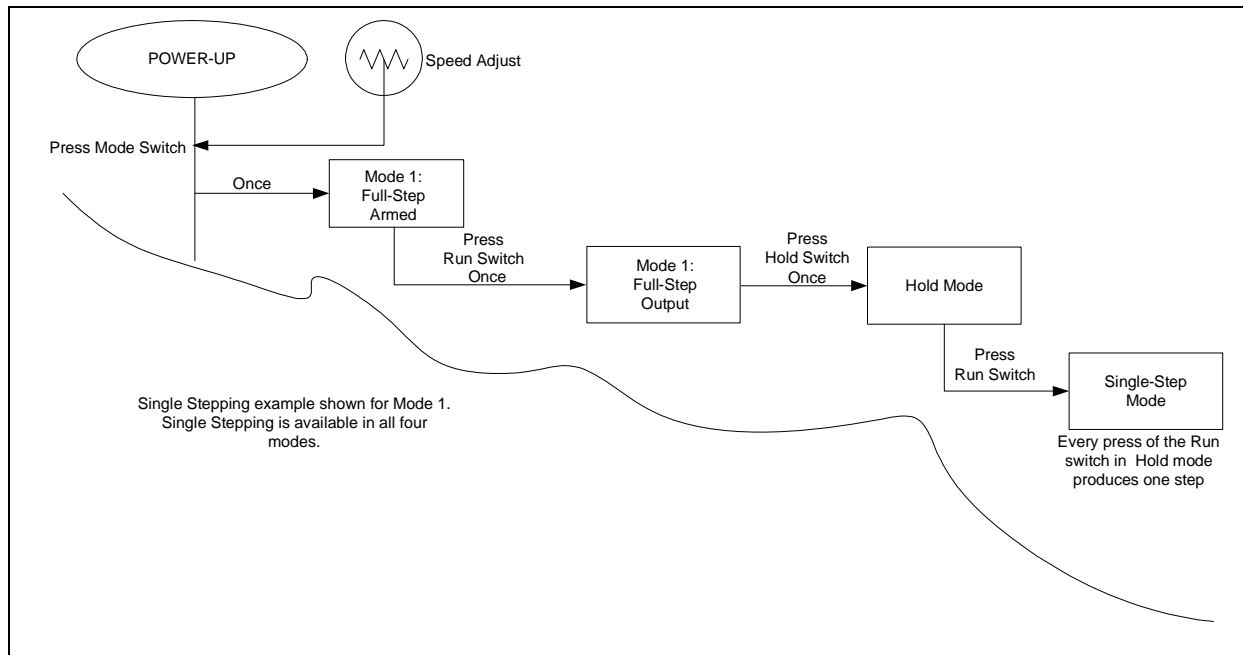 POWER-UP
Speed Adjust
Press Mode Switch
Once
Mode 1:
Full-Step
Armed
Press
Run Switch
Once
Mode 1:
Full-Step
Output
Press
Hold Switch
Once
Hold Mode
Press
Run Switch
Single-Step
Mode
Every press of the Run
switch in Hold mode
produces one step
Single Stepping example shown for Mode 1.
Single Stepping is available in all four
modes.